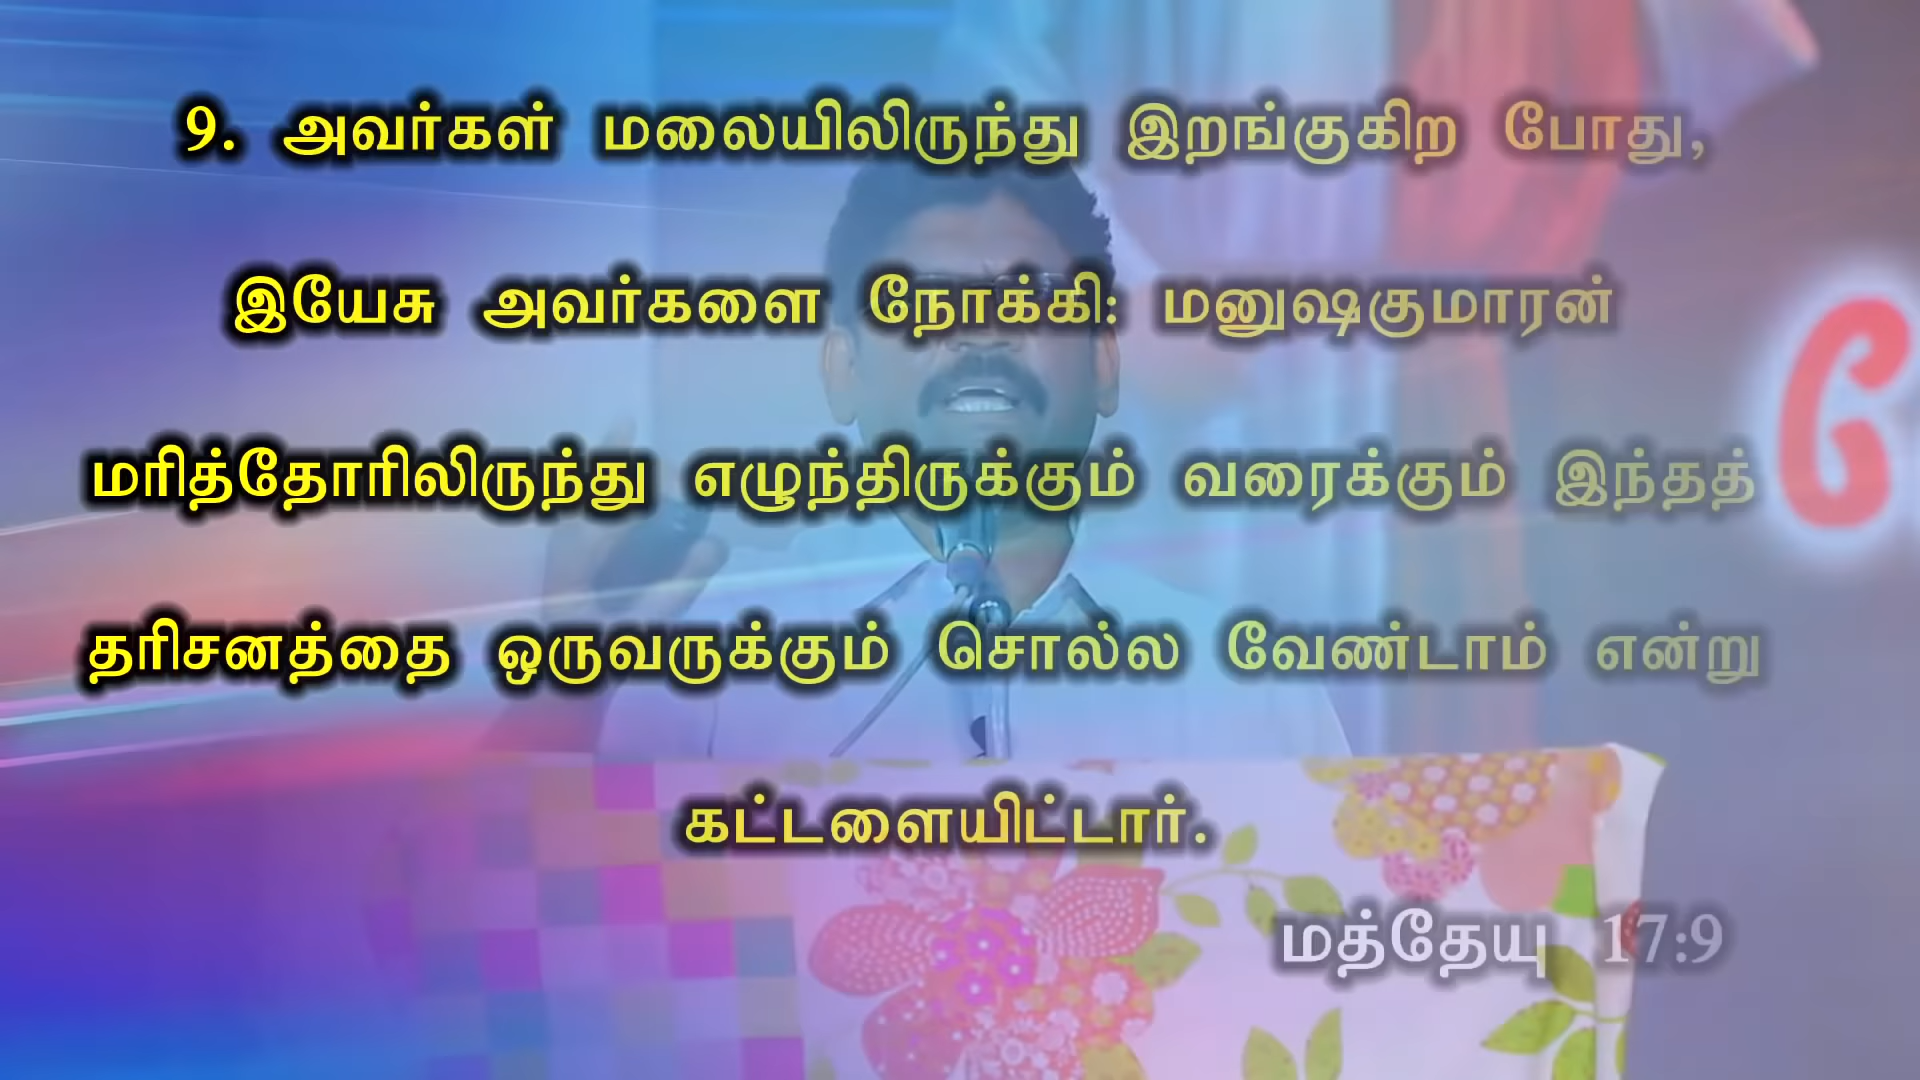 9. அவர்கள் மலையிலிருந்து இறங்குகிற போது,
இயேசு அவர்களை நோக்கி: மனுஷகுமாரன்
மரித்தோரிலிருந்து எழுந்திருக்கும் வரைக்கும் இந்தத்
தரிசனத்தை ஒருவருக்கும் சொல்ல வேண்டாம் என்று
கட்டளையிட்டார்.
மத்தேயு 17:9